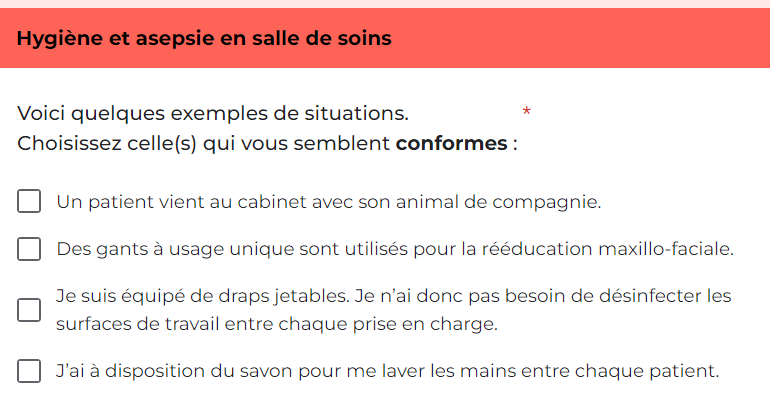 Hygiène et asepsie en salle de soins
Voici quelques exemples de situations. *
Choisissez celle(s) qui vous semblent conformes :
Un patient vient au cabinet avec son animal de compagnie.
Des gants à usage unique sont utilisés pour la rééducation maxillo-faciale.
Je suis équipé de draps jetables. Je n’ai donc pas besoin de désinfecter les
surfaces de travail entre chaque prise en charge.
J’ai à disposition du savon pour me laver les mains entre chaque patient.